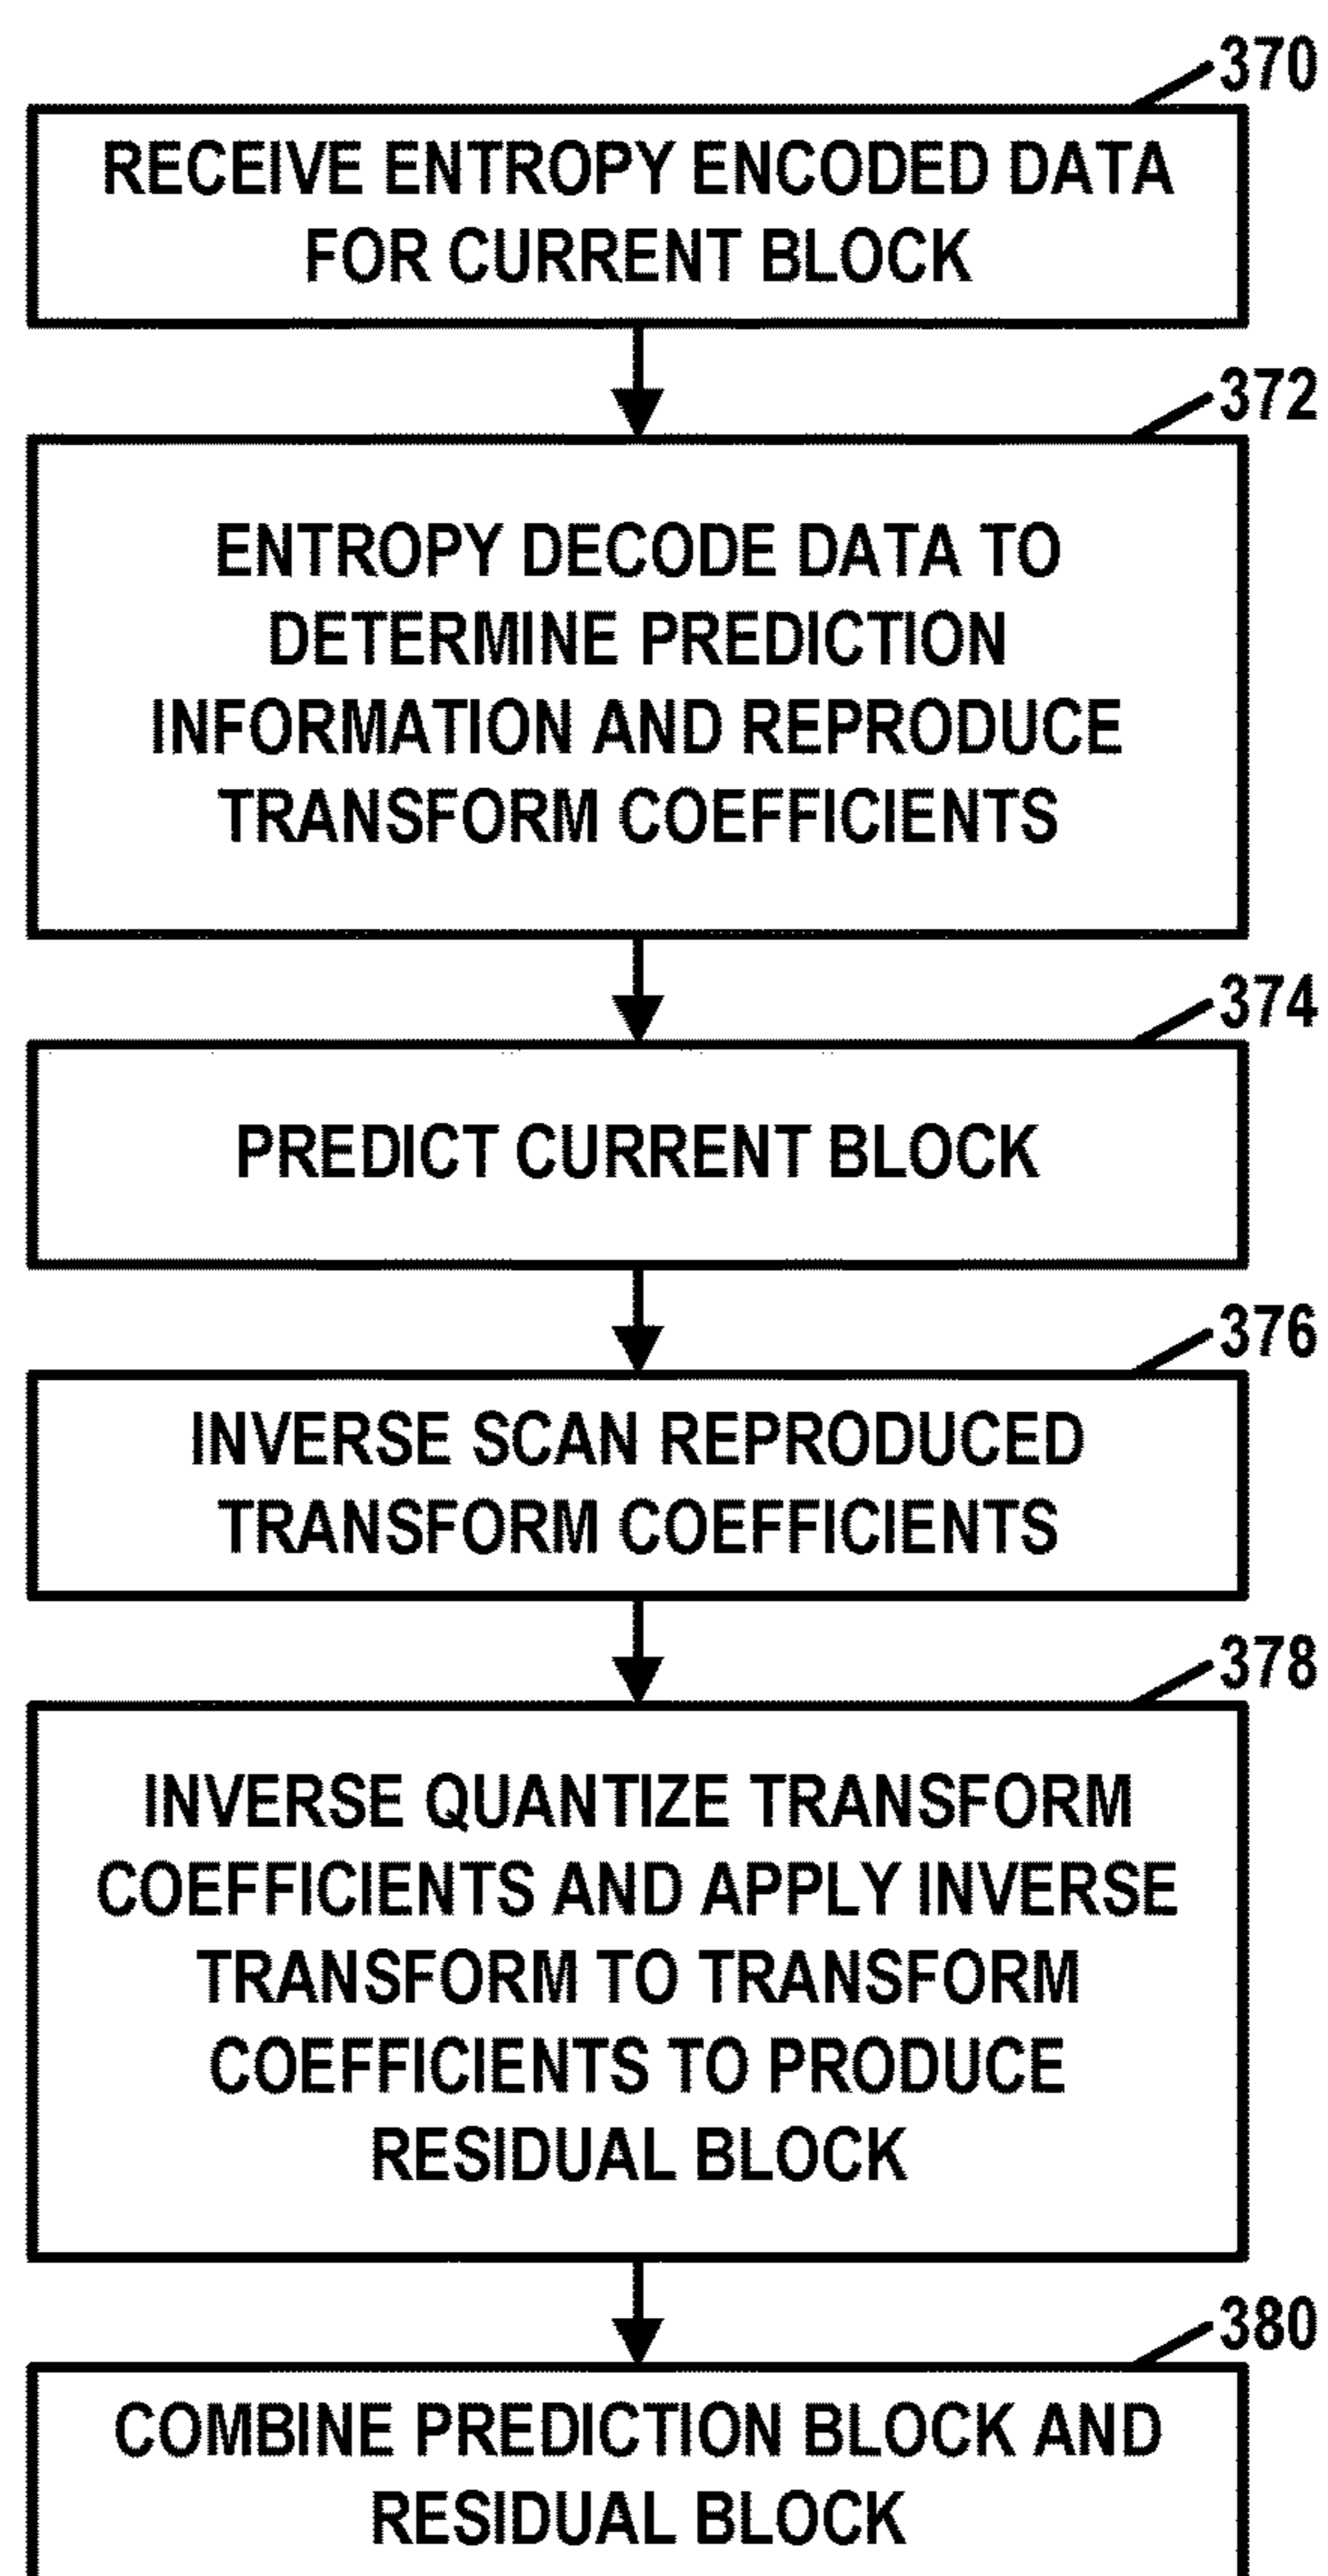 370
RECEIVE ENTROPY ENCODED DATA
FOR CURRENT BLOCK
372
ENTROPY DECODE DATA TO
DETERMINE PREDICTION
INFORMATION AND REPRODUCE
TRANSFORM COEFFICIENTS
374
PREDICT CURRENT BLOCK
376
INVERSE SCAN REPRODUCED
TRANSFORM COEFFICIENTS
378
INVERSE QUANTIZE TRANSFORM
COEFFICIENTS AND APPLY INVERSE
TRANSFORM TO TRANSFORM
COEFFICIENTS TO PRODUCE
RESIDUAL BLOCK
380
COMBINE PREDICTION BLOCK AND
RESIDUAL BLOCK